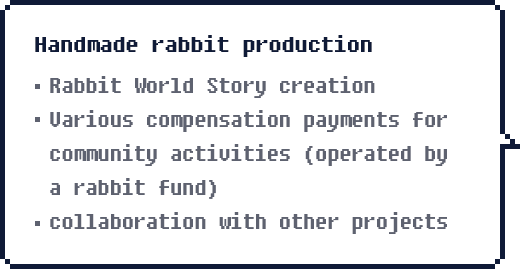 Handmade rabbit production
▪ Rabbit World Story creation
▪ Various compensation payments for
community activities (operated by
a rabbit fund)
▪ collaboration with other projects